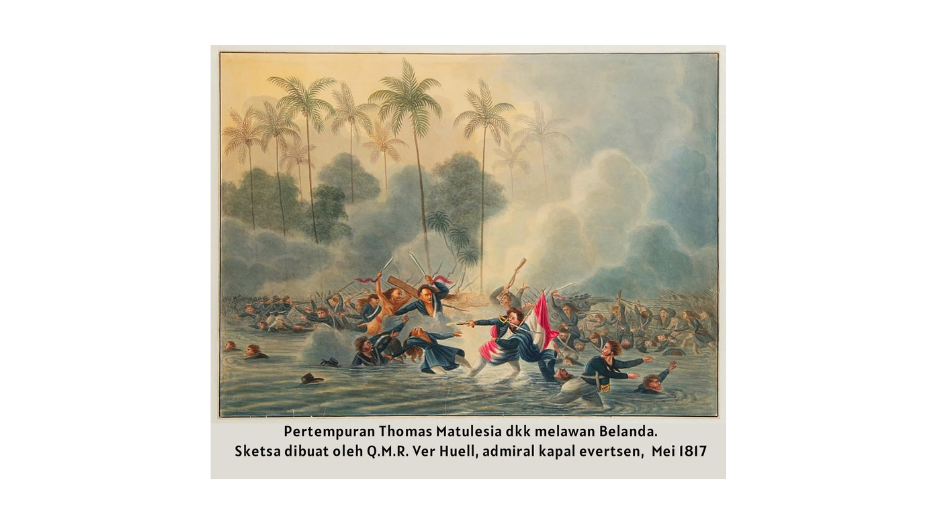 Pertempuran Thomas Matulesia dkk melawan Belanda.
Sketsa dibuat oleh Q.M.R. Ver Huell, admiral kapal evertsen, Mei 1817